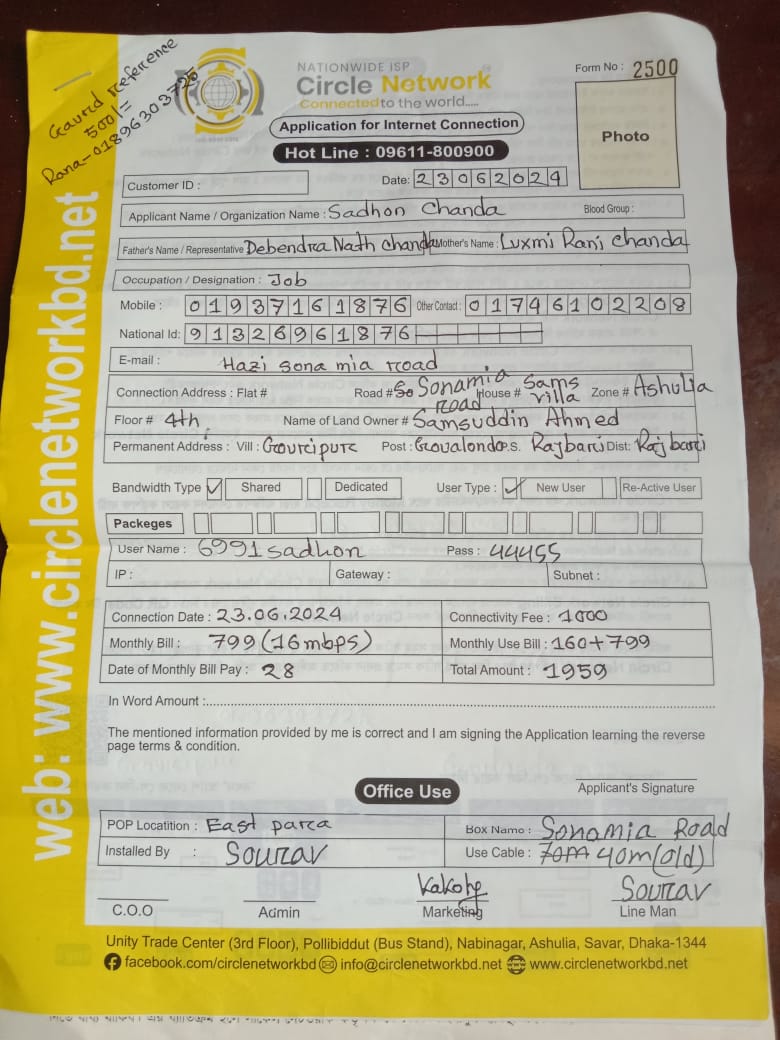 Gaurd reference
500/=
Rana-01896303725
NATIONWIDE ISP
Circle Network
Connected to the world.....
Form No : 2500
Application for Internet Connection
Hot Line : 09611-800900
Photo
Customer ID :
Date: 23062024
Applicant Name / Organization Name : Sadhon Chanda Blood Group :
Father's Name / Representative Debendra Nath chanda Mother's Name : Luxmi Rani Chanda
Occupation / Designation : Job
Mobile : 01937161876 Other Contact : 01746102208
National Id: 91326961876
E-mail : Hazi sona mia road
Connection Address : Flat # Road # So Sonamia road House # Sams villa Zone # Ashulia
Floor # 4th Name of Land Owner # Samsuddin Ahmed
Permanent Address : Vill : Gouripure Post : Goualondo P.S. Rajbari Dist: Rajbari
Bandwidth Type ✓ Shared Dedicated User Type : ✓ New User Re-Active User
Packeges
User Name : 6991sadhon Pass : 44455
IP : Gateway : Subnet :
Connection Date : 23.06.2024 Connectivity Fee : 1000
Monthly Bill : 799 (16mbps) Monthly Use Bill : 160+799
Date of Monthly Bill Pay : 28 Total Amount : 1959
In Word Amount :
The mentioned information provided by me is correct and I am signing the Application learning the reverse
page terms & condition.
Applicant's Signature
Office Use
POP Locatition : East para Box Name : Sonamia Road
Installed By : Sourav Use Cable : 70m 40m(old)
Sourav
C.O.O Admin Marketing Line Man
Unity Trade Center (3rd Floor), Pollibiddut (Bus Stand), Nabinagar, Ashulia, Savar, Dhaka-1344
facebook.com/circlenetworkbd info@circlenetworkbd.net www.circlenetworkbd.net
web: www.circlenetworkbd.net